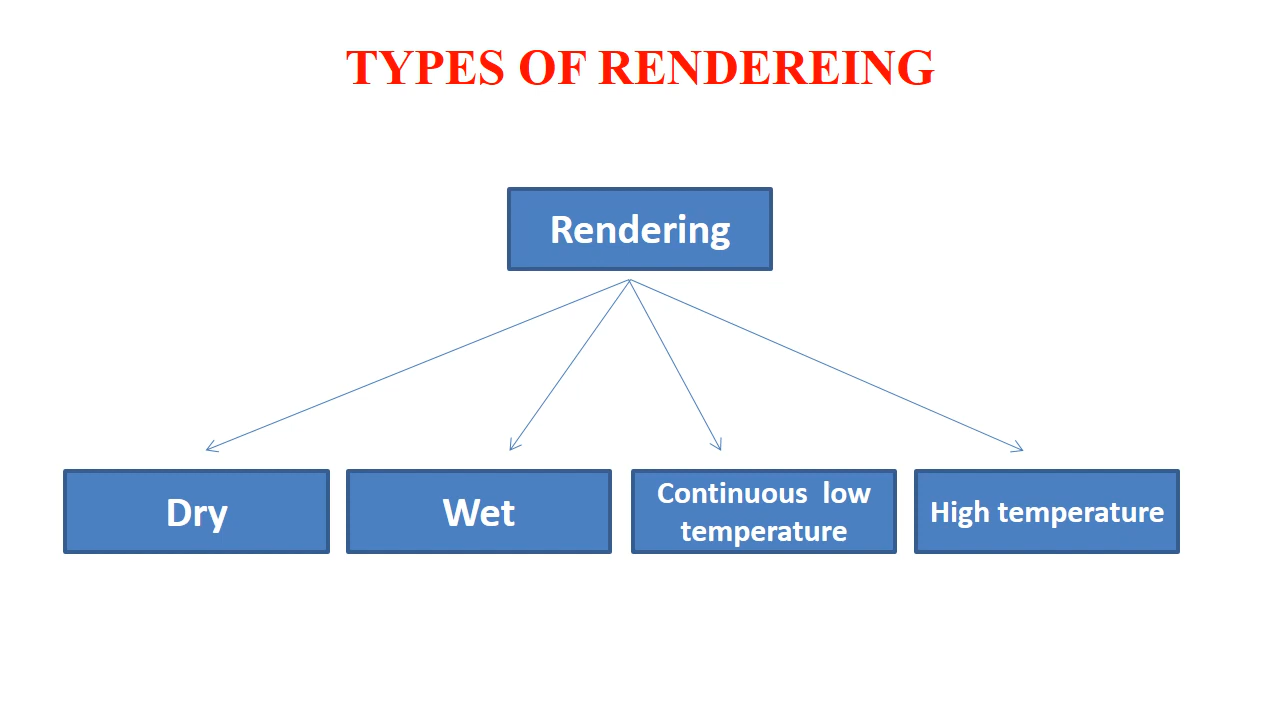 TYPES OF RENDEREING
Rendering
Dry
Wet
Continuous low
temperature
High temperature